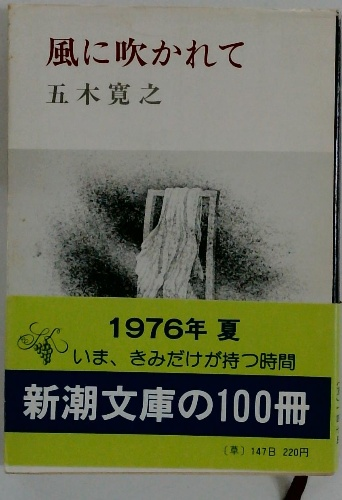 風に吹かれて
五木寛之
1976年 夏
いま、きみだけが持つ時間
新潮文庫の100冊
(草) 147B 220円